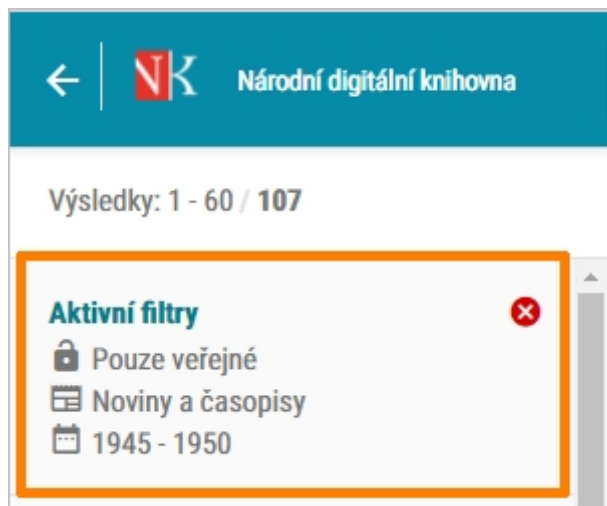 NK Národní digitální knihovna
Výsledky: 1 - 60 / 107
Aktivní filtry
Pouze veřejné
Noviny a časopisy
1945 - 1950